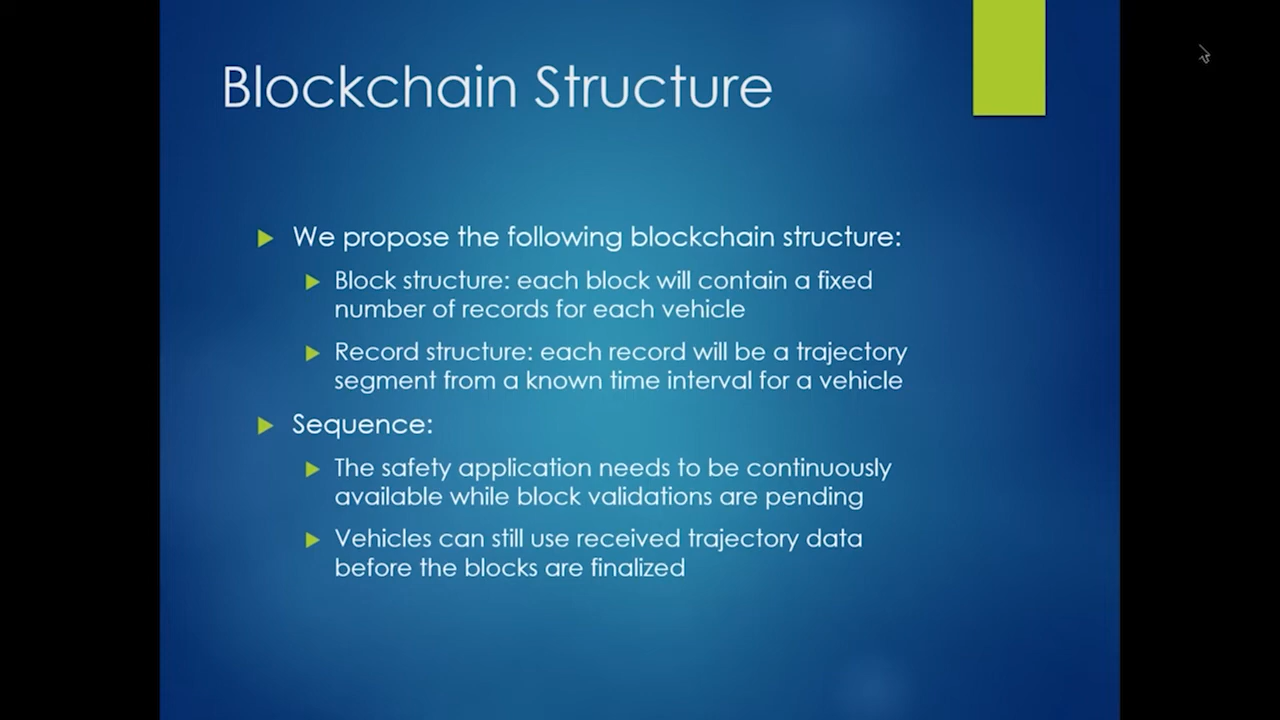 Blockchain Structure
We propose the following blockchain structure:
Block structure: each block will contain a fixed
number of records for each vehicle
Record structure: each record will be a trajectory
segment from a known time interval for a vehicle
Sequence:
The safety application needs to be continuously
available while block validations are pending
Vehicles can still use received trajectory data
before the blocks are finalized